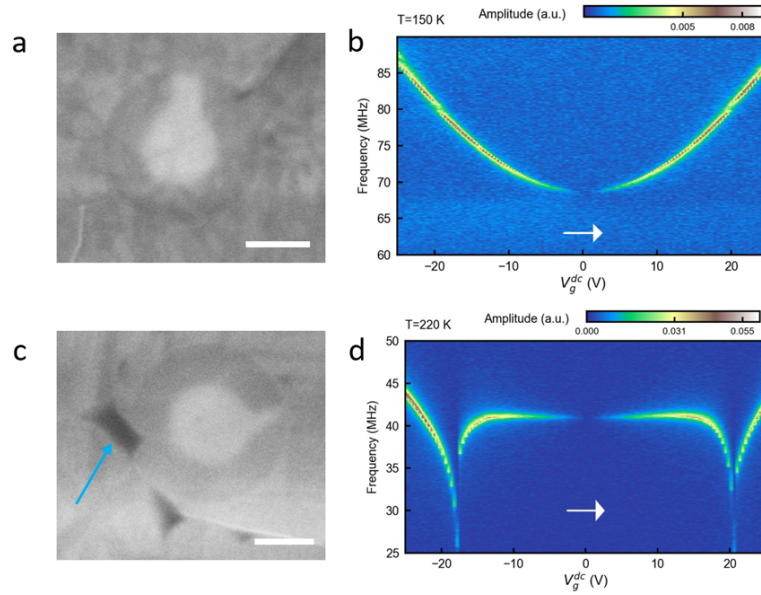 a
b
T=150 K
Amplitude (a.u.)
0.005
0.008
Frequency (MHz)
85
80
75
70
65
60
−20
−10
0
10
20
V_g^{dc} (V)
c
d
T=220 K
Amplitude (a.u.)
0.000
0.031
0.055
Frequency (MHz)
50
45
40
35
30
25
−20
−10
0
10
20
V_g^{dc} (V)